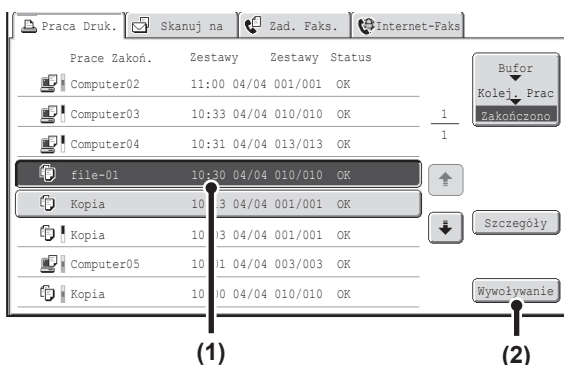 Praca Druk. Skanuj na Zad. Faks. Internet-Faks
Prace Zakoń. Zestawy Zestawy Status
Computer02 11:00 04/04 001/001 OK
Computer03 10:33 04/04 010/010 OK
Computer04 10:31 04/04 013/013 OK
file-01 10:30 04/04 010/010 OK
Kopia 04/04 001/001 OK
Kopia 04/04 001/001 OK
Computer05 04/04 003/003 OK
Kopia 04/04 010/010 OK
1
1
Bufor
Kolej. Prac
Zakończono
Szczegóły
Wywoływanie
(1)
(2)